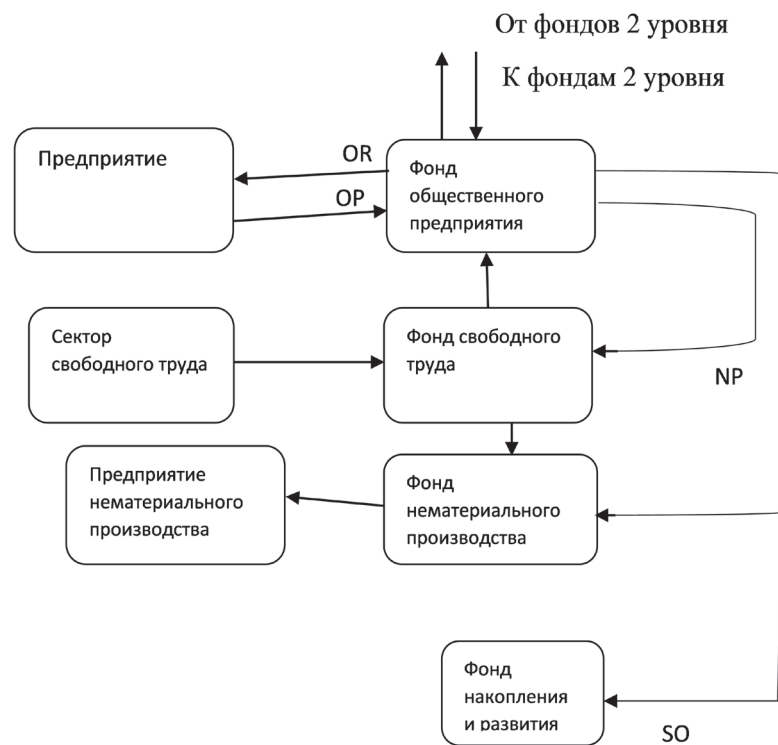 От фондов 2 уровня
К фондам 2 уровня
Предприятие
OR
OP
Фонд
общественного
предприятия
Сектор
свободного труда
Фонд свободного
труда
NP
Предприятие
нематериального
производства
Фонд
нематериального
производства
Фонд
накопления
и развития
SO